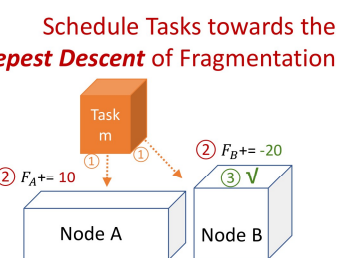 Schedule Tasks towards the
epest Descent of Fragmentation
Task
m
① ①
② F_B += -20
② F_A += 10
③ √
Node A
Node B